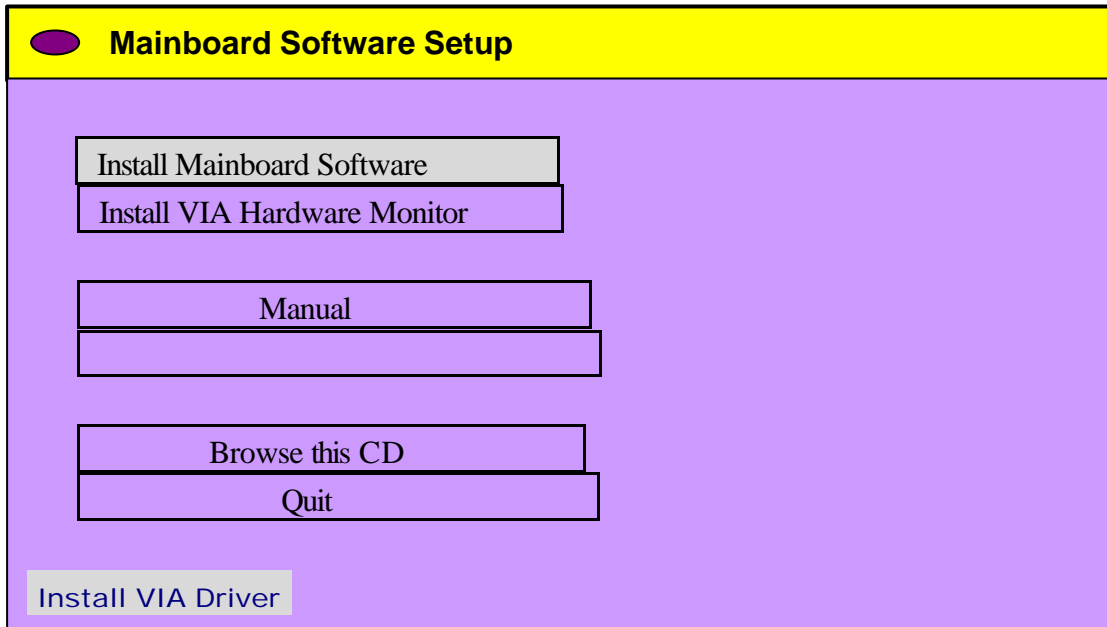 Mainboard Software Setup
Install Mainboard Software
Install VIA Hardware Monitor
Manual
Browse this CD
Quit
Install VIA Driver